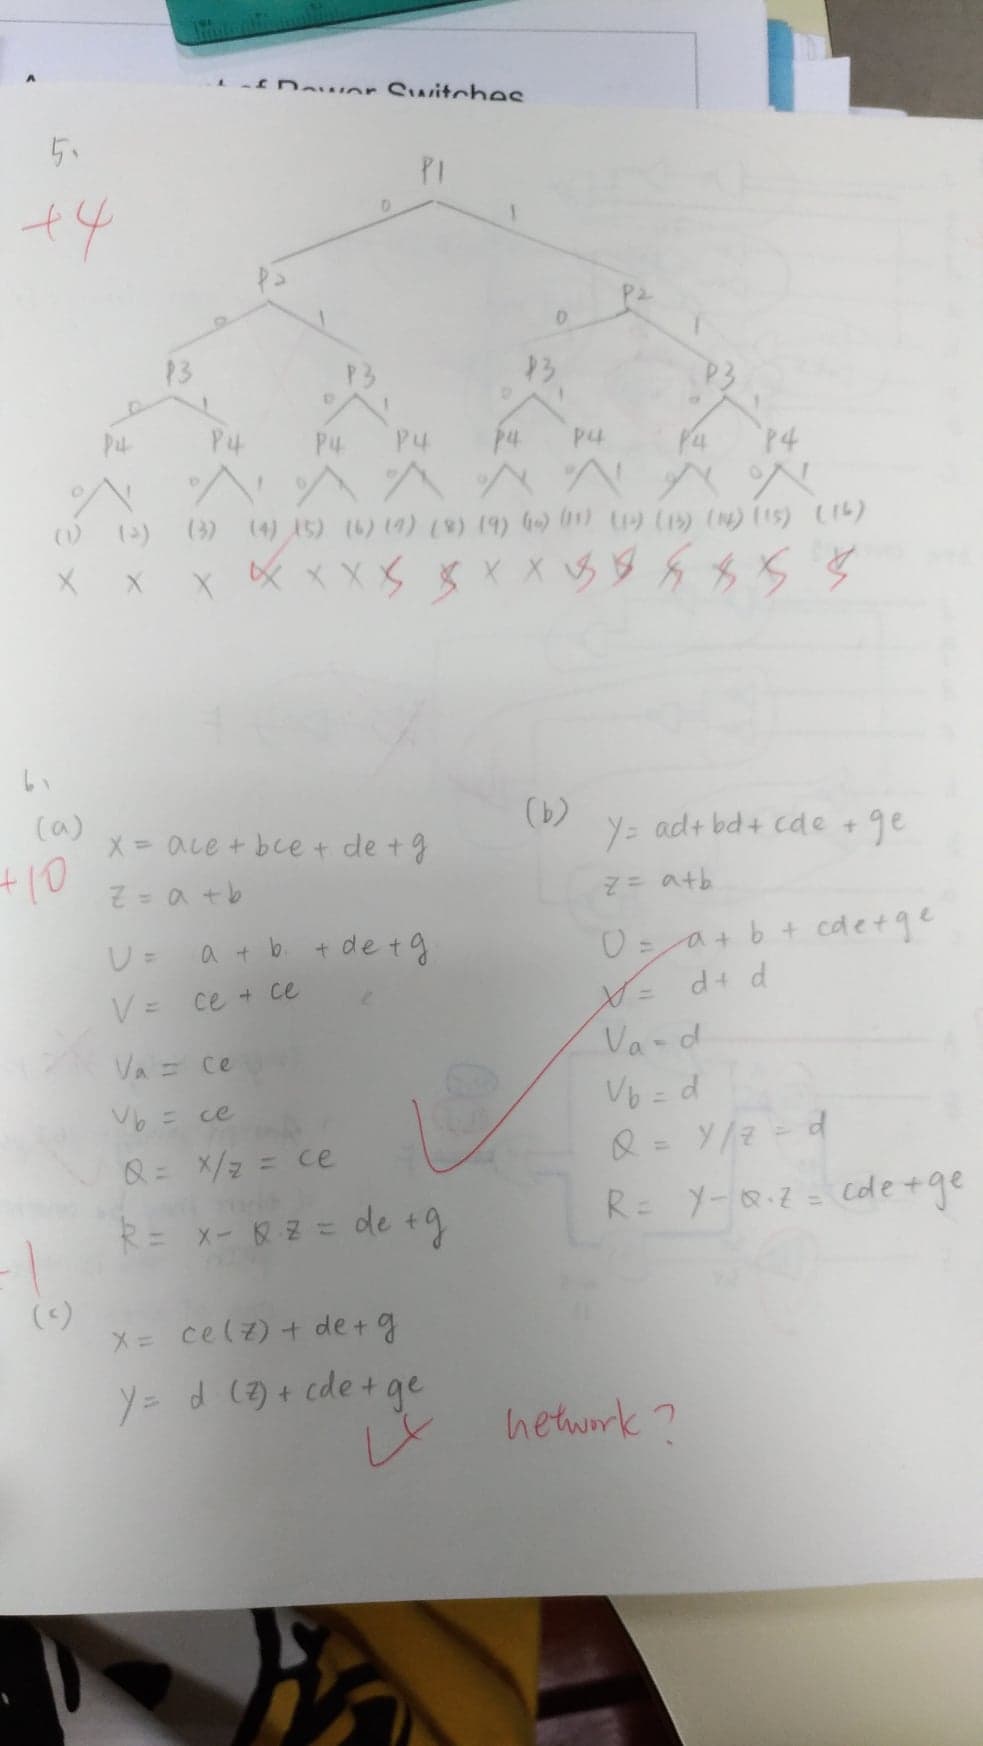 of Power Switches
5、
+4
P1
0 1
P2 P2
0 1 0 1
P3 P3 P3 P3
0 1 0 1 0 1 0 1
P4 P4 P4 P4 P4 P4 P4 P4
0 1 0 1 0 1 0 1 0 1 0 1 0 1 0 1
(1) (2) (3) (4) (5) (6) (7) (8) (9) (10) (11) (12) (13) (14) (15) (16)
X X X X X X X X
6、
(a)
+10
X = ace + bce + de + g
Z = a + b
U = a + b + de + g
V = ce + ce
Va = ce
Vb = ce
Q = X/Z = ce
R = X - Q·Z = de + g
(b)
Y = ad + bd + cde + ge
Z = a+b
U = a + b + cde + ge
V = d + d
Va = d
Vb = d
Q = Y/Z = d
R = Y - Q·Z = cde + ge
-1
(c)
X = ce(Z) + de + g
Y = d (Z) + cde + ge
network?